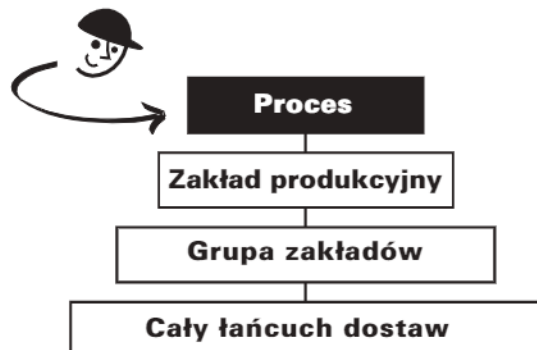 Proces
Zakład produkcyjny
Grupa zakładów
Cały łańcuch dostaw